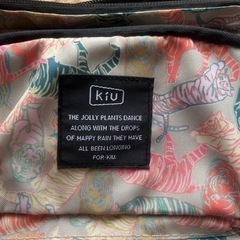 KiU
THE JOLLY PLANTS DANCE
ALONG WITH THE DROPS
OF HAPPY RAIN THEY HAVE
ALL BEEN LONGING
FOR-KIU.